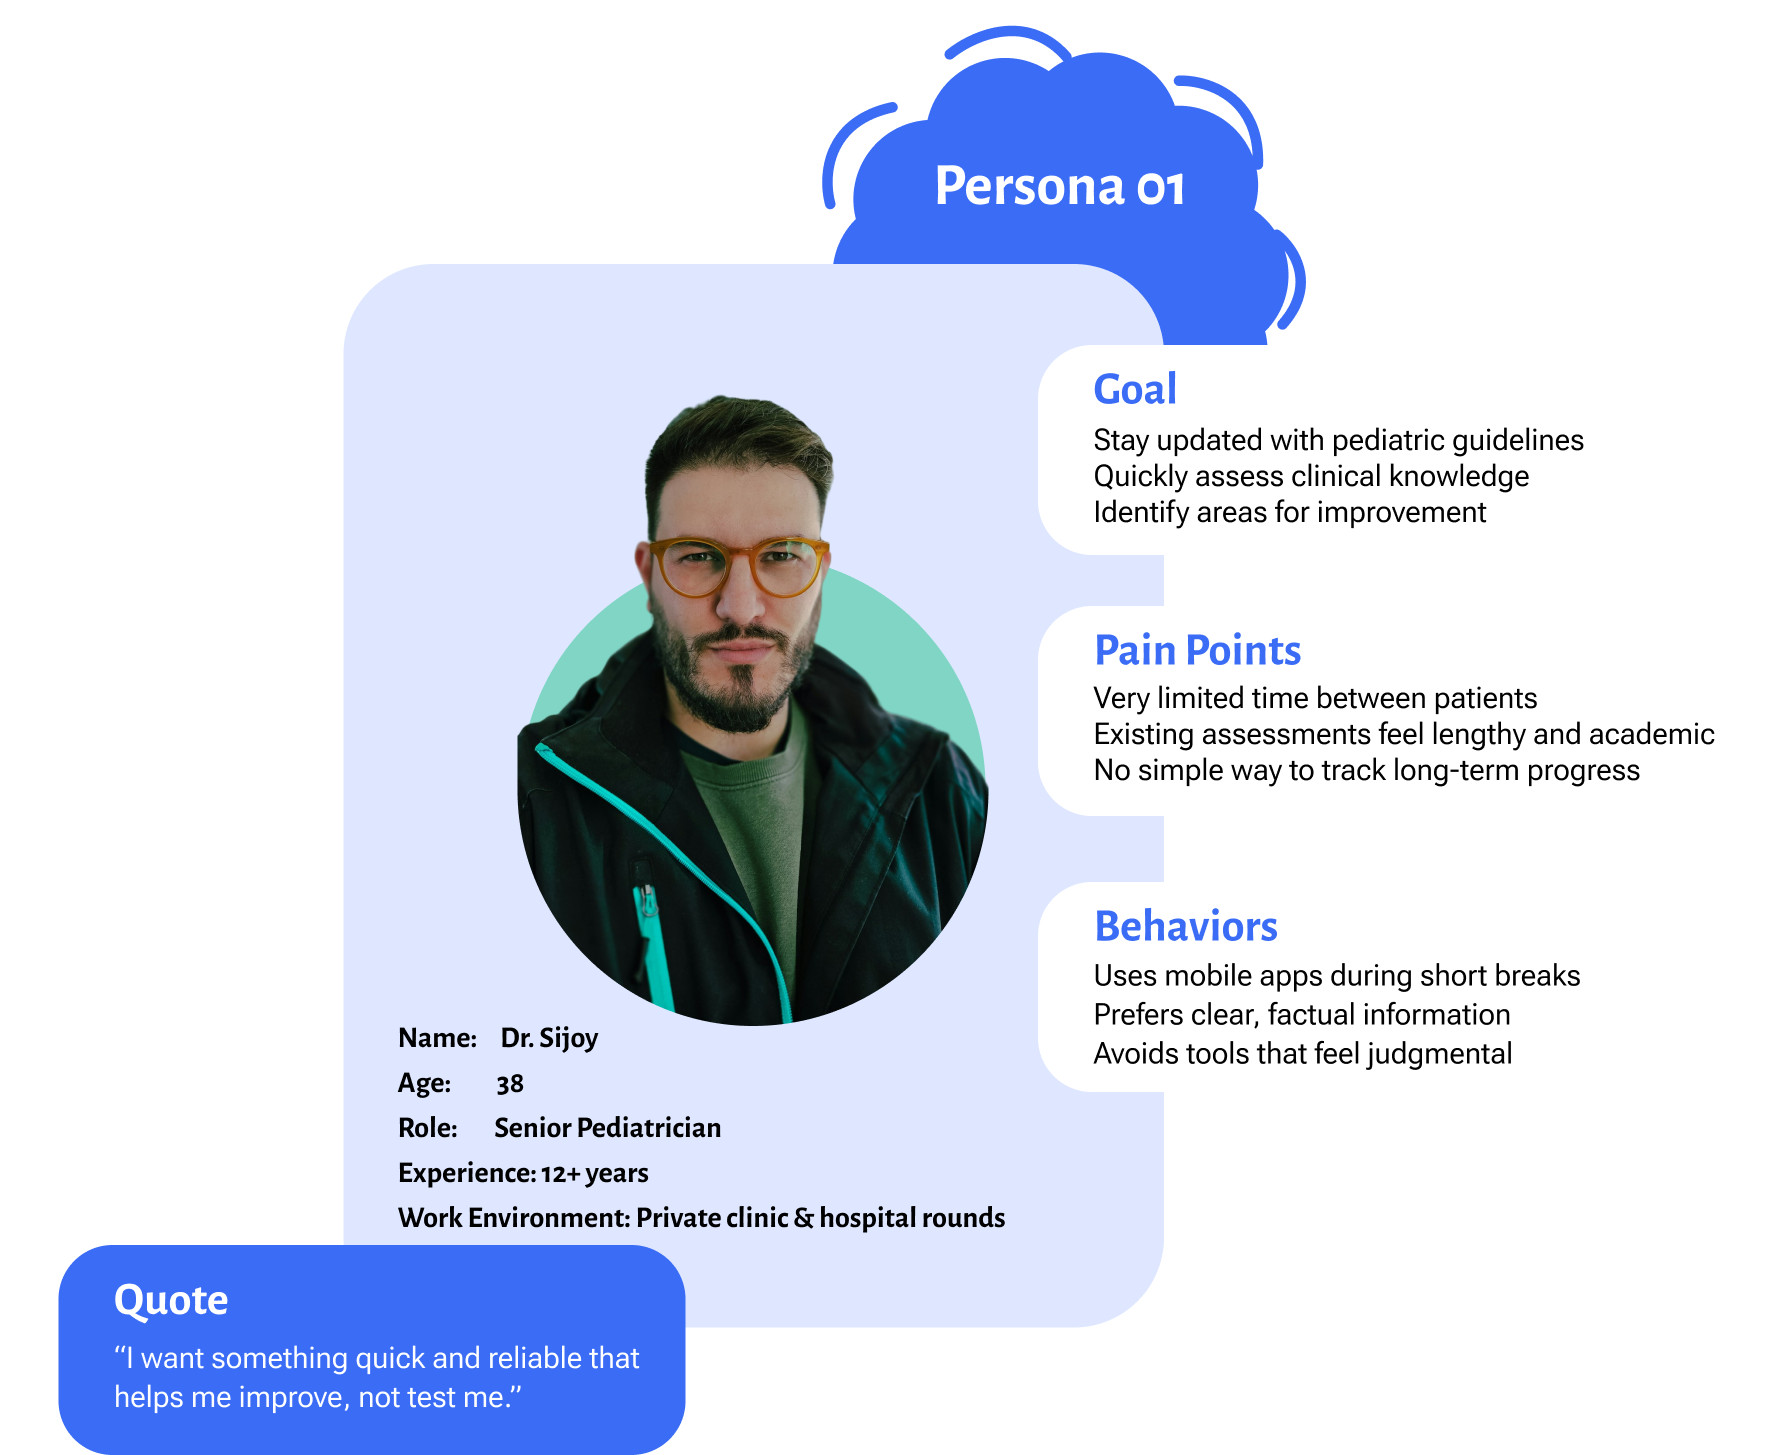 Persona 01
Goal
Stay updated with pediatric guidelines
Quickly assess clinical knowledge
Identify areas for improvement
Pain Points
Very limited time between patients
Existing assessments feel lengthy and academic
No simple way to track long-term progress
Behaviors
Uses mobile apps during short breaks
Prefers clear, factual information
Avoids tools that feel judgmental
Name: Dr. Sijoy
Age: 38
Role: Senior Pediatrician
Experience: 12+ years
Work Environment: Private clinic & hospital rounds
Quote
“I want something quick and reliable that
helps me improve, not test me.”